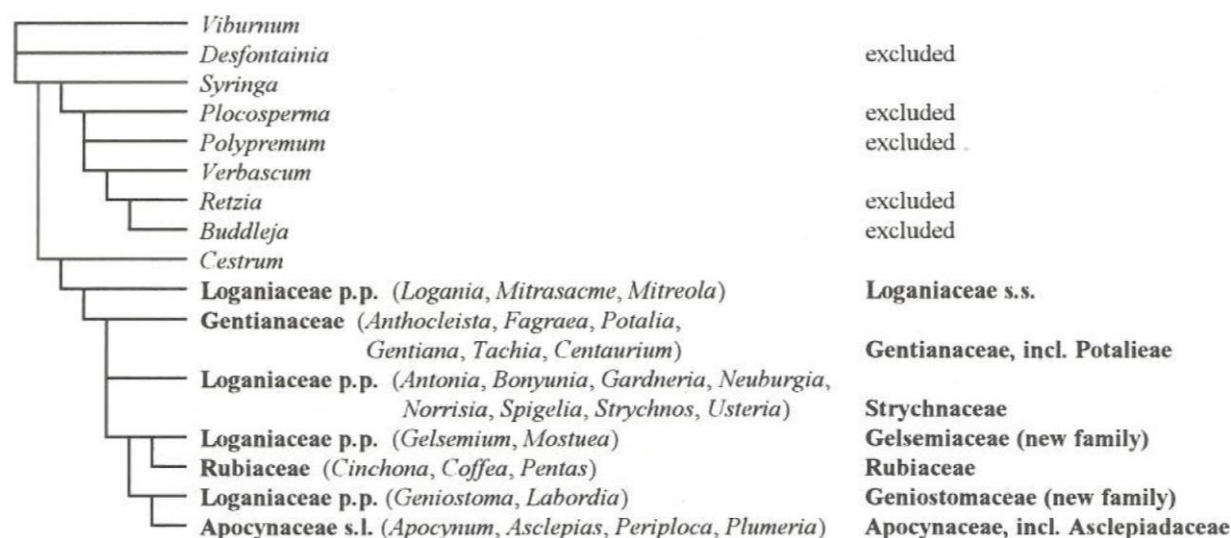 Viburnum
Desfontainia excluded
Syringa
Plocosperma excluded
Polypremum excluded
Verbascum
Retzia excluded
Buddleja excluded
Cestrum
Loganiaceae p.p. (Logania, Mitrasacme, Mitreola) Loganiaceae s.s.
Gentianaceae (Anthocleista, Fagraea, Potalia,
Gentiana, Tachia, Centaurium) Gentianaceae, incl. Potalieae
Loganiaceae p.p. (Antonia, Bonyunia, Gardneria, Neuburgia,
Norrisia, Spigelia, Strychnos, Usteria) Strychnaceae
Loganiaceae p.p. (Gelsemium, Mostuea) Gelsemiaceae (new family)
Rubiaceae (Cinchona, Coffea, Pentas) Rubiaceae
Loganiaceae p.p. (Geniostoma, Labordia) Geniostomaceae (new family)
Apocynaceae s.l. (Apocynum, Asclepias, Periploca, Plumeria) Apocynaceae, incl. Asclepiadaceae